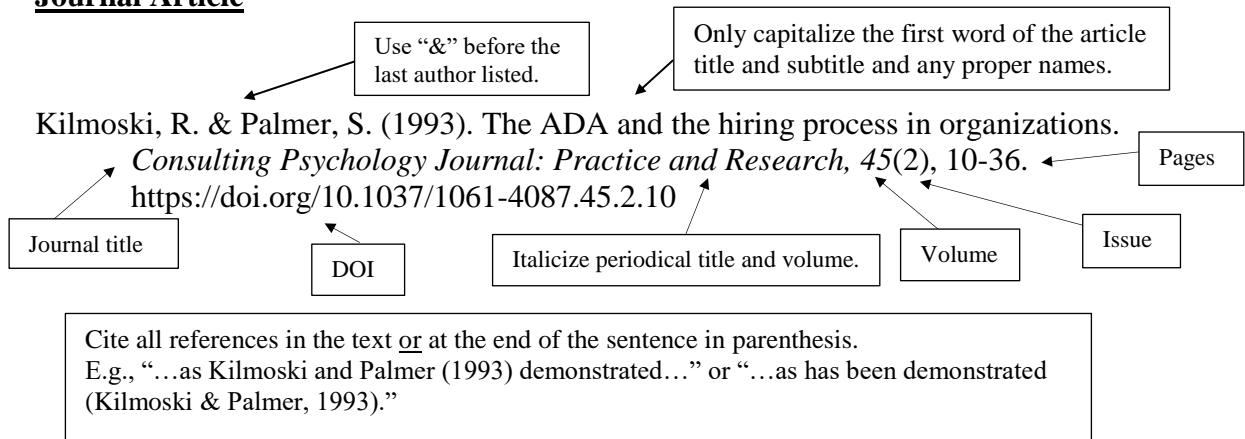 Journal Article
Use “&” before the
last author listed.
Only capitalize the first word of the article
title and subtitle and any proper names.
Kilmoski, R. & Palmer, S. (1993). The ADA and the hiring process in organizations.
Consulting Psychology Journal: Practice and Research, 45(2), 10-36.
https://doi.org/10.1037/1061-4087.45.2.10
Pages
Journal title
DOI
Italicize periodical title and volume.
Volume
Issue
Cite all references in the text or at the end of the sentence in parenthesis.
E.g., “…as Kilmoski and Palmer (1993) demonstrated…” or “…as has been demonstrated
(Kilmoski & Palmer, 1993).”